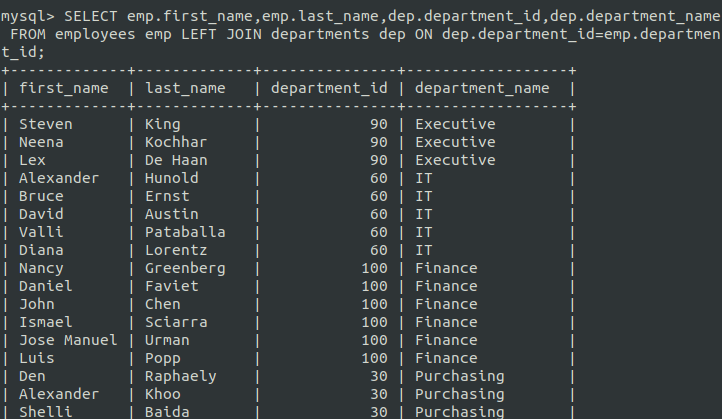 mysql> SELECT emp.first_name,emp.last_name,dep.department_id,dep.department_name
 FROM employees emp LEFT JOIN departments dep ON dep.department_id=emp.departmen
t_id;
+-------------+-------------+---------------+------------------+
| first_name  | last_name   | department_id | department_name  |
+-------------+-------------+---------------+------------------+
| Steven      | King        |            90 | Executive        |
| Neena       | Kochhar     |            90 | Executive        |
| Lex         | De Haan     |            90 | Executive        |
| Alexander   | Hunold      |            60 | IT               |
| Bruce       | Ernst       |            60 | IT               |
| David       | Austin      |            60 | IT               |
| Valli       | Pataballa   |            60 | IT               |
| Diana       | Lorentz     |            60 | IT               |
| Nancy       | Greenberg   |           100 | Finance          |
| Daniel      | Faviet      |           100 | Finance          |
| John        | Chen        |           100 | Finance          |
| Ismael      | Sciarra     |           100 | Finance          |
| Jose Manuel | Urman       |           100 | Finance          |
| Luis        | Popp        |           100 | Finance          |
| Den         | Raphaely    |            30 | Purchasing       |
| Alexander   | Khoo        |            30 | Purchasing       |
| Shelli      | Baida       |            30 | Purchasing       |